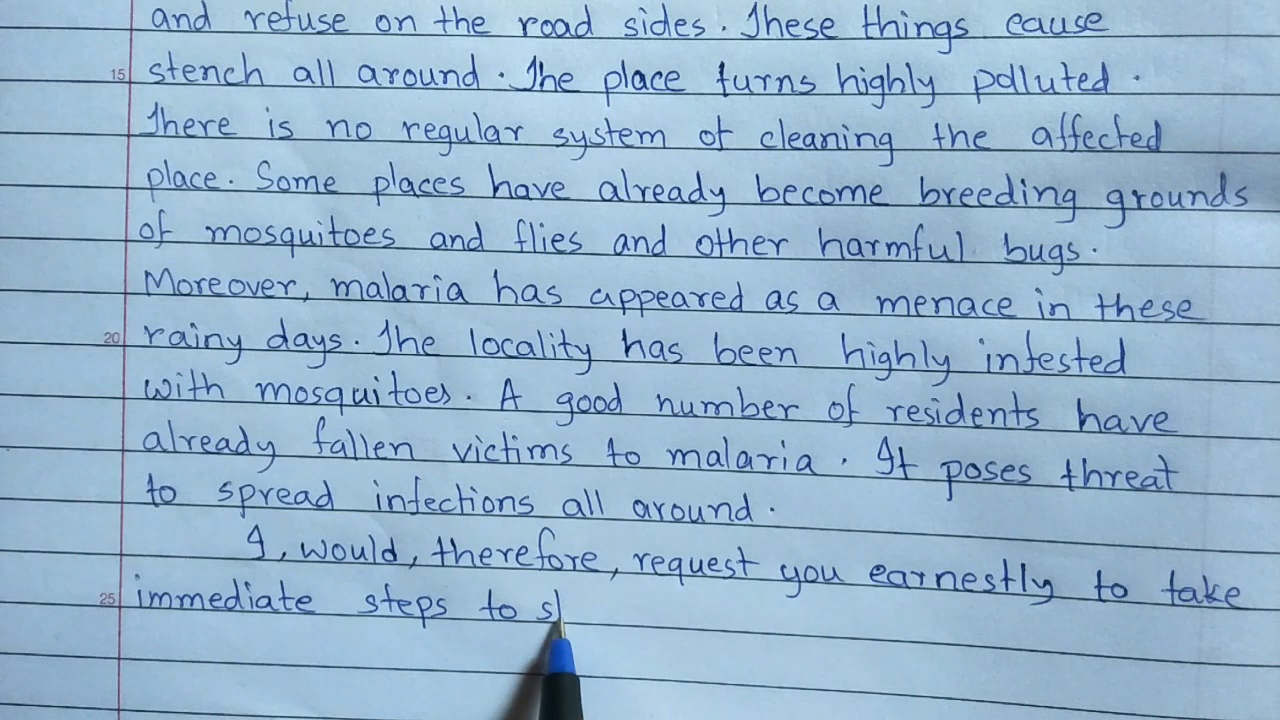 and refuse on the road sides. These things cause
15 stench all around. The place turns highly polluted.
There is no regular system of cleaning the affected
place. Some places have already become breeding grounds
of mosquitoes and flies and other harmful bugs.
Moreover, malaria has appeared as a menace in these
20 rainy days. The locality has been highly infested
with mosquitoes. A good number of residents have
already fallen victims to malaria. It poses threat
to spread infections all around.
I, would, therefore, request you earnestly to take
25 immediate steps to